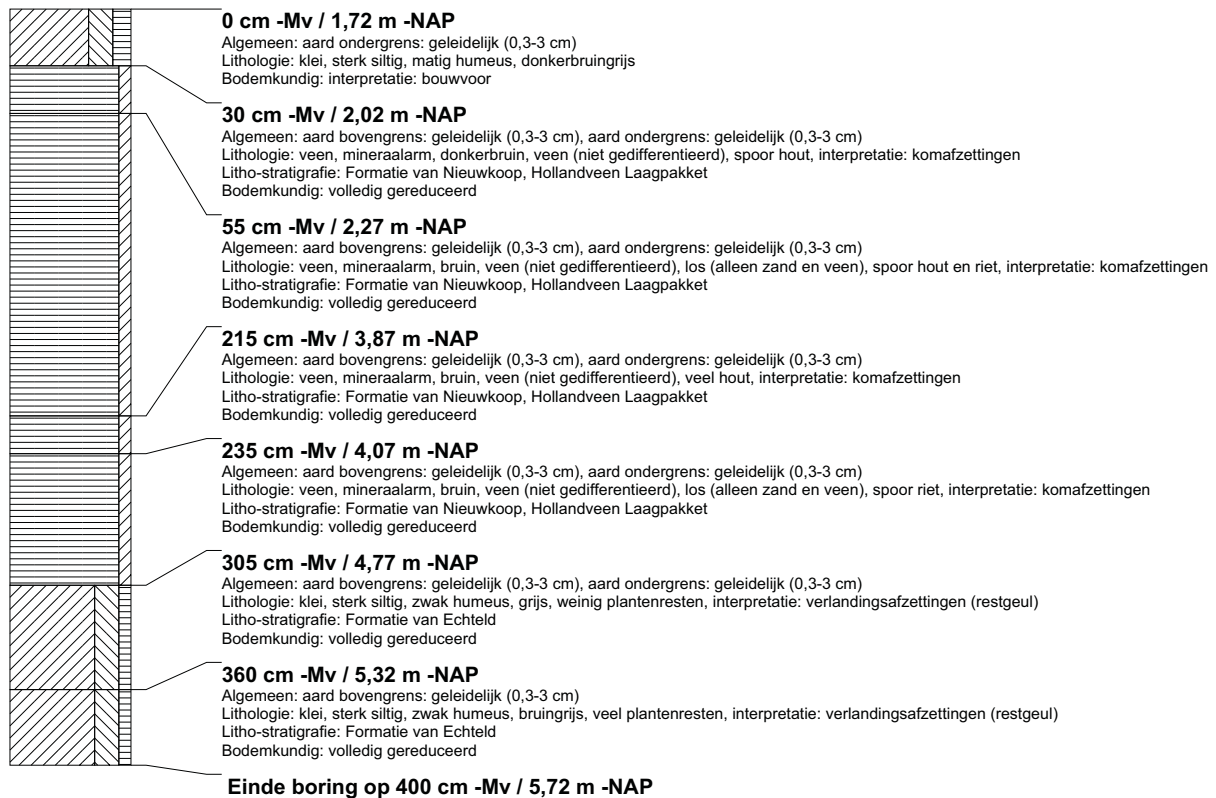 0 cm -Mv / 1,72 m -NAP
Algemeen: aard ondergrens: geleidelijk (0,3-3 cm)
Lithologie: klei, sterk siltig, matig humeus, donkerbruingrijs
Bodemkundig: interpretatie: bouwvoor
30 cm -Mv / 2,02 m -NAP
Algemeen: aard bovengrens: geleidelijk (0,3-3 cm), aard ondergrens: geleidelijk (0,3-3 cm)
Lithologie: veen, mineraalarm, donkerbruin, veen (niet gedifferentieerd), spoor hout, interpretatie: komafzettingen
Litho-stratigrafie: Formatie van Nieuwkoop, Hollandveen Laagpakket
Bodemkundig: volledig gereduceerd
55 cm -Mv / 2,27 m -NAP
Algemeen: aard bovengrens: geleidelijk (0,3-3 cm), aard ondergrens: geleidelijk (0,3-3 cm)
Lithologie: veen, mineraalarm, bruin, veen (niet gedifferentieerd), los (alleen zand en veen), spoor hout en riet, interpretatie: komafzettingen
Litho-stratigrafie: Formatie van Nieuwkoop, Hollandveen Laagpakket
Bodemkundig: volledig gereduceerd
215 cm -Mv / 3,87 m -NAP
Algemeen: aard bovengrens: geleidelijk (0,3-3 cm), aard ondergrens: geleidelijk (0,3-3 cm)
Lithologie: veen, mineraalarm, bruin, veen (niet gedifferentieerd), veel hout, interpretatie: komafzettingen
Litho-stratigrafie: Formatie van Nieuwkoop, Hollandveen Laagpakket
Bodemkundig: volledig gereduceerd
235 cm -Mv / 4,07 m -NAP
Algemeen: aard bovengrens: geleidelijk (0,3-3 cm), aard ondergrens: geleidelijk (0,3-3 cm)
Lithologie: veen, mineraalarm, bruin, veen (niet gedifferentieerd), los (alleen zand en veen), spoor riet, interpretatie: komafzettingen
Litho-stratigrafie: Formatie van Nieuwkoop, Hollandveen Laagpakket
Bodemkundig: volledig gereduceerd
305 cm -Mv / 4,77 m -NAP
Algemeen: aard bovengrens: geleidelijk (0,3-3 cm), aard ondergrens: geleidelijk (0,3-3 cm)
Lithologie: klei, sterk siltig, zwak humeus, grijs, weinig plantenresten, interpretatie: verlandingsafzettingen (restgeul)
Litho-stratigrafie: Formatie van Echteld
Bodemkundig: volledig gereduceerd
360 cm -Mv / 5,32 m -NAP
Algemeen: aard bovengrens: geleidelijk (0,3-3 cm)
Lithologie: klei, sterk siltig, zwak humeus, bruingrijs, veel plantenresten, interpretatie: verlandingsafzettingen (restgeul)
Litho-stratigrafie: Formatie van Echteld
Bodemkundig: volledig gereduceerd
Einde boring op 400 cm -Mv / 5,72 m -NAP